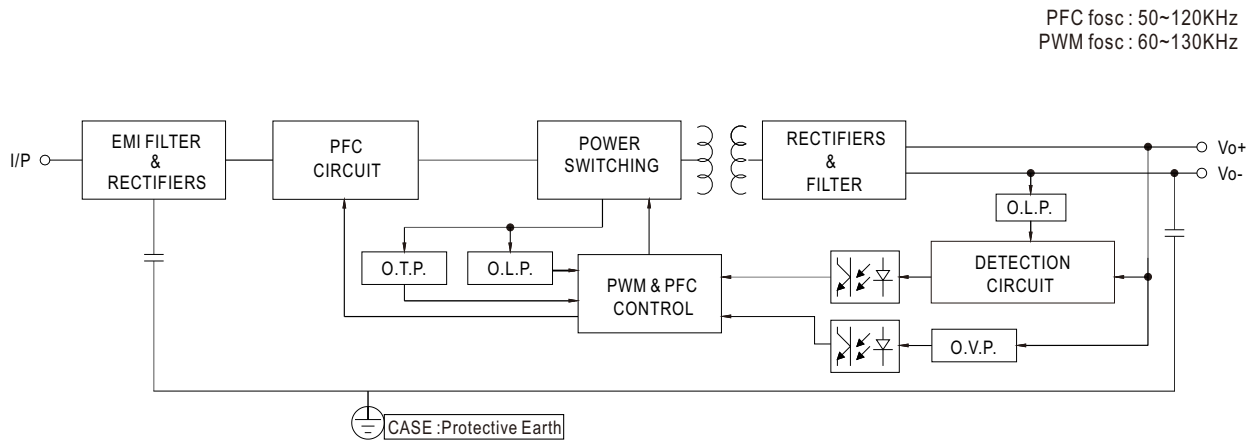 PFC fosc : 50~120KHz
PWM fosc : 60~130KHz
I/P
EMI FILTER
&
RECTIFIERS
PFC
CIRCUIT
POWER
SWITCHING
RECTIFIERS
&
FILTER
Vo+
Vo-
O.L.P.
O.T.P.
O.L.P.
PWM & PFC
CONTROL
DETECTION
CIRCUIT
O.V.P.
CASE :Protective Earth